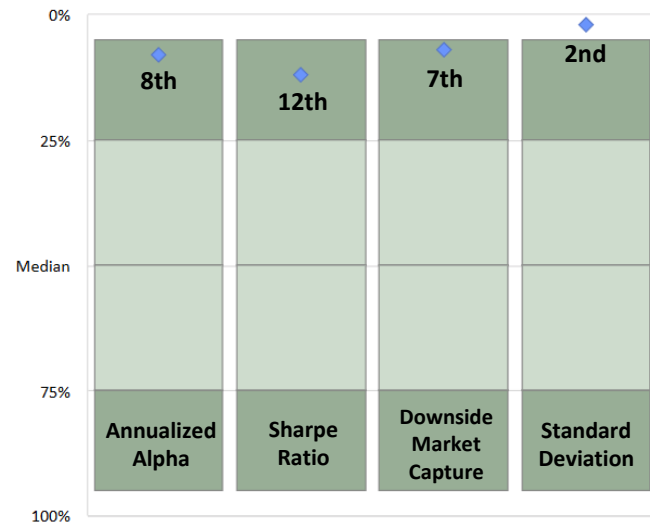 0%
8th
12th
7th
2nd
25%
Median
75%
Annualized
Alpha
Sharpe
Ratio
Downside
Market
Capture
Standard
Deviation
100%